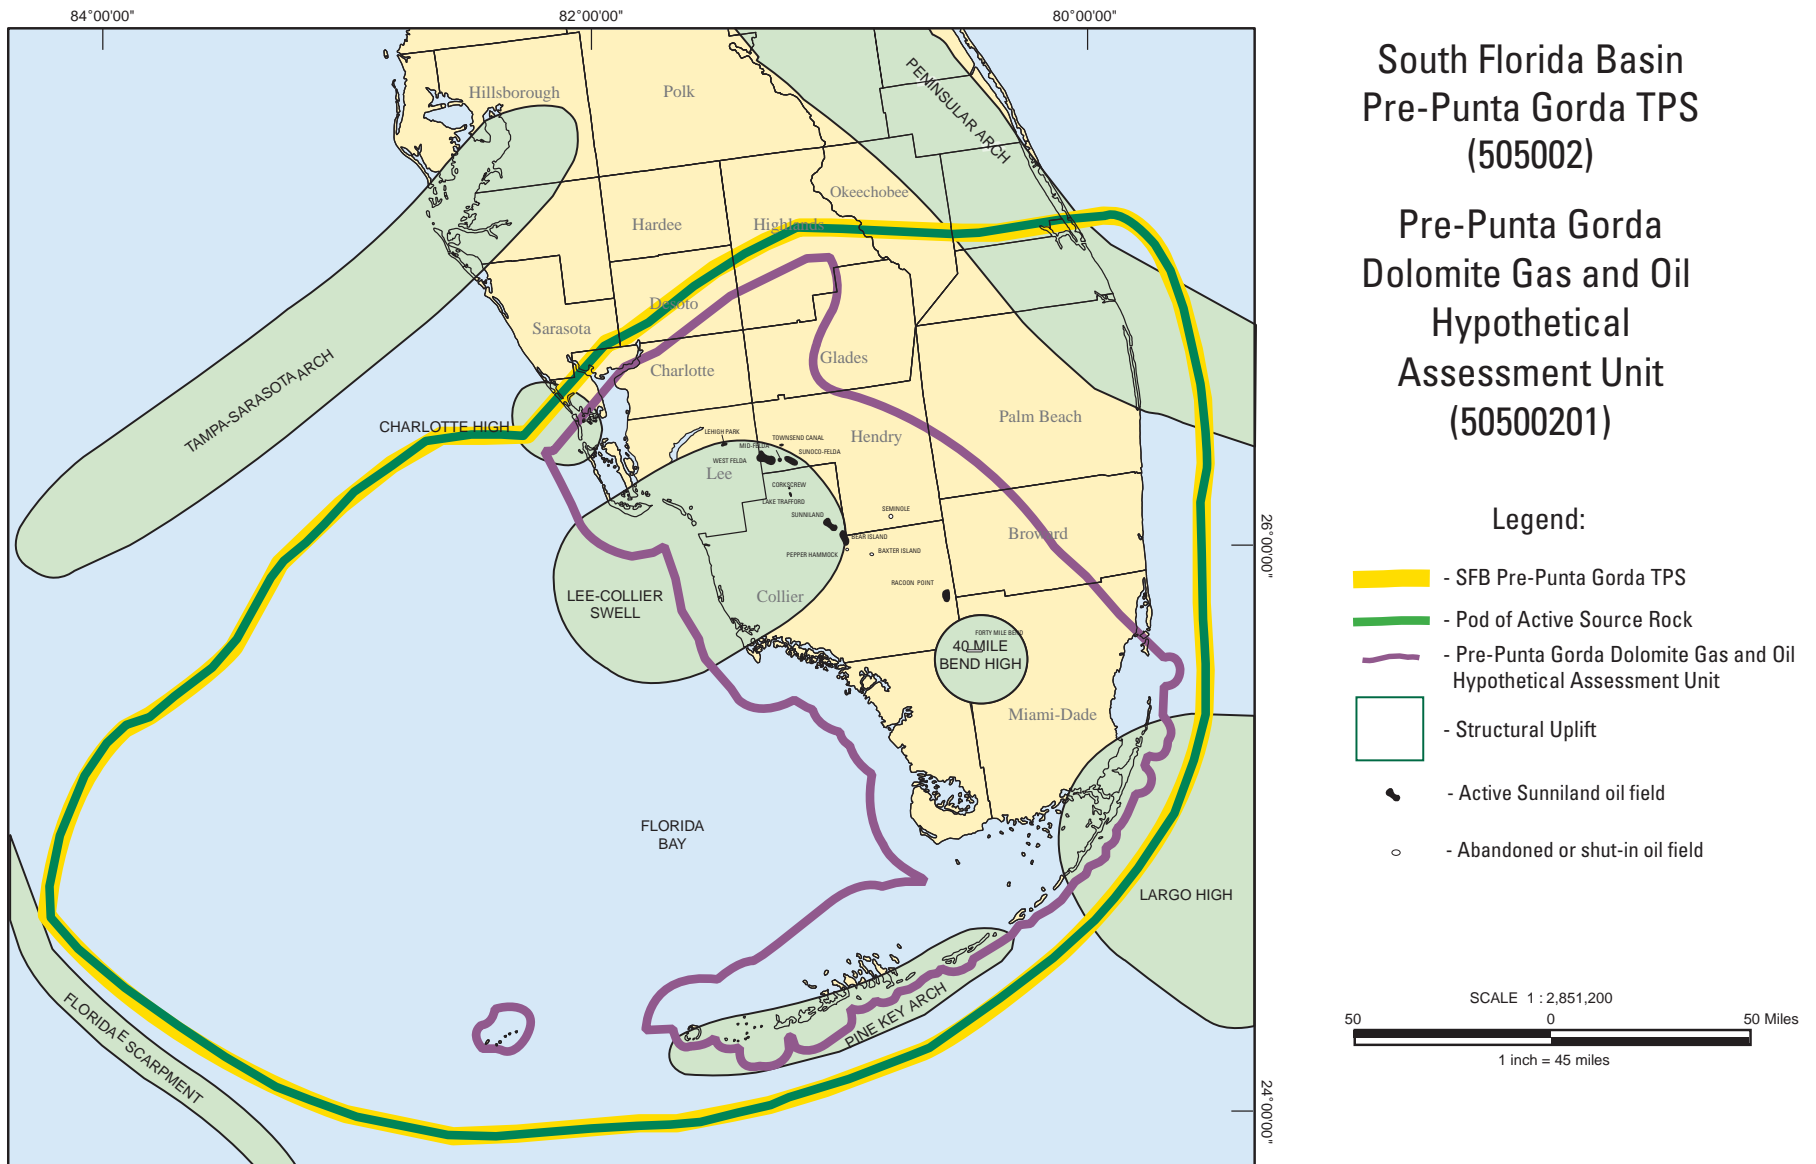 84°00'00"
82°00'00"
80°00'00"
South Florida Basin
Pre-Punta Gorda TPS
(505002)
Pre-Punta Gorda
Dolomite Gas and Oil
Hypothetical
Assessment Unit
(50500201)
Legend:
- SFB Pre-Punta Gorda TPS
- Pod of Active Source Rock
- Pre-Punta Gorda Dolomite Gas and Oil
Hypothetical Assessment Unit
- Structural Uplift
- Active Sunniland oil field
- Abandoned or shut-in oil field
SCALE 1 : 2,851,200
50
0
50 Miles
1 inch = 45 miles
26°00'00"
24°00'00"
Hillsborough
Polk
PENINSULAR ARCH
Okeechobee
Hardee
Highlands
Desoto
Sarasota
TAMPA-SARASOTA ARCH
Charlotte
Glades
CHARLOTTE HIGH
Palm Beach
Hendry
LEHIGH PARK
TOWNSEND CANAL
MID-FELDA
SUNOCO-FELDA
WEST FELDA
Lee
CORKSCREW
LAKE TRAFFORD
SUNNILAND
SEMINOLE
BEAR ISLAND
PEPPER HAMMOCK
BAXTER ISLAND
Broward
RACOON POINT
LEE-COLLIER
SWELL
Collier
FORTY MILE BEND
40 MILE
BEND HIGH
Miami-Dade
FLORIDA
BAY
LARGO HIGH
PINE KEY ARCH
FLORIDA E SCARPMENT